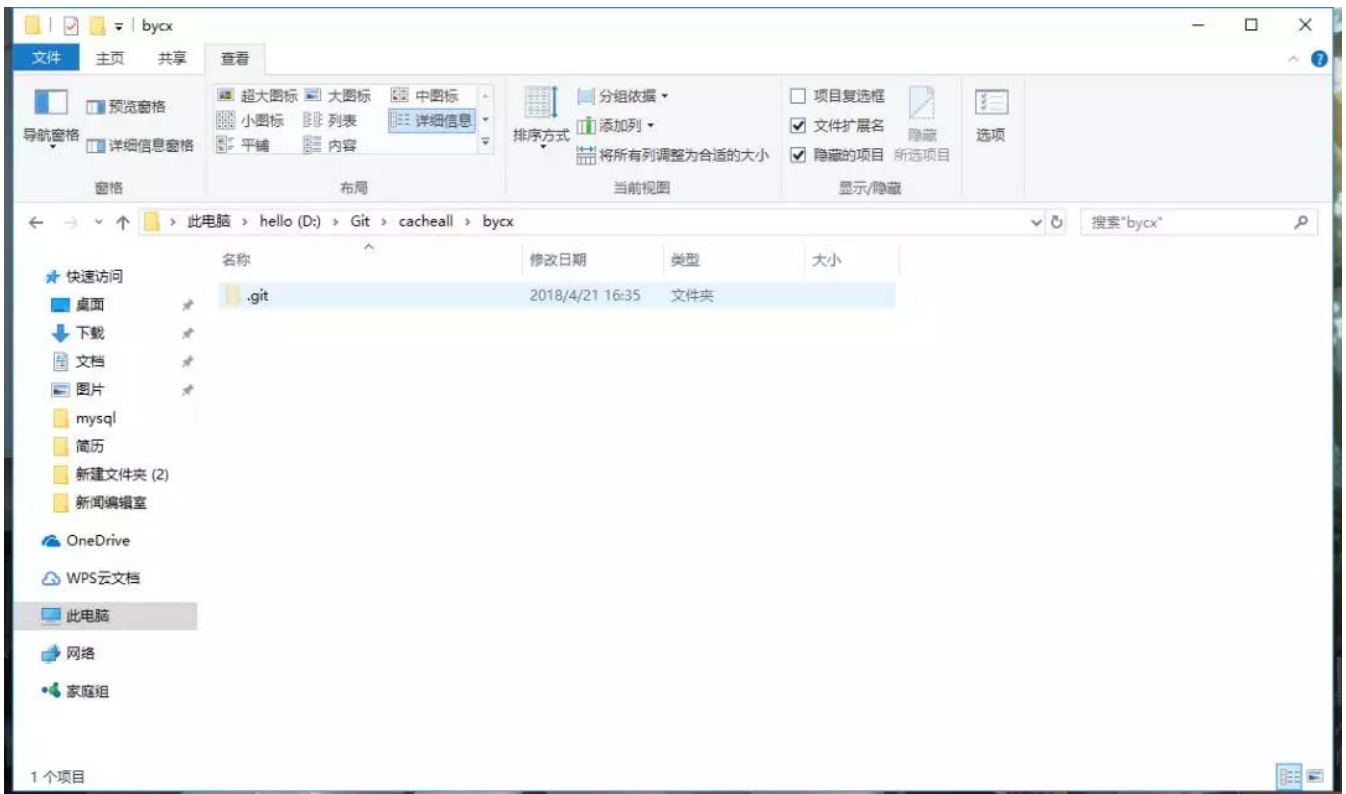 bycx
文件 主页 共享 查看
导航窗格 预览窗格 详细信息窗格
窗格
超大图标 大图标 中图标
小图标 列表 详细信息
平铺 内容
布局
排序方式 分组依据
添加列
将所有列调整为合适的大小
当前视图
项目复选框
文件扩展名
隐藏的项目
隐藏
所选项目
显示/隐藏
选项
此电脑 > hello (D:) > Git > cacheall > bycx
搜索"bycx"
名称 修改日期 类型 大小
.git 2018/4/21 16:35 文件夹
快速访问
桌面
下载
文档
图片
mysql
简历
新建文件夹 (2)
新闻编辑室
OneDrive
WPS云文档
此电脑
网络
家庭组
1 个项目